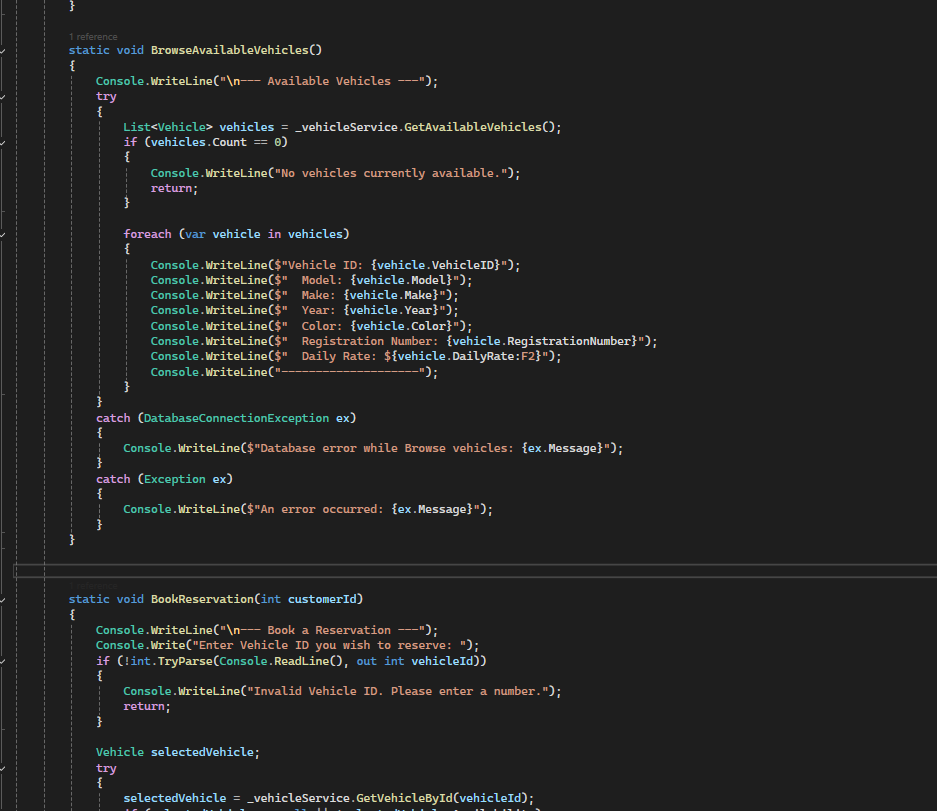 }
1 reference
static void BrowseAvailableVehicles()
{
Console.WriteLine("\n--- Available Vehicles ---");
try
{
List<Vehicle> vehicles = _vehicleService.GetAvailableVehicles();
if (vehicles.Count == 0)
{
Console.WriteLine("No vehicles currently available.");
return;
}
foreach (var vehicle in vehicles)
{
Console.WriteLine($"Vehicle ID: {vehicle.VehicleID}");
Console.WriteLine($"  Model: {vehicle.Model}");
Console.WriteLine($"  Make: {vehicle.Make}");
Console.WriteLine($"  Year: {vehicle.Year}");
Console.WriteLine($"  Color: {vehicle.Color}");
Console.WriteLine($"  Registration Number: {vehicle.RegistrationNumber}");
Console.WriteLine($"  Daily Rate: ${vehicle.DailyRate:F2}");
Console.WriteLine("--------------------");
}
}
catch (DatabaseConnectionException ex)
{
Console.WriteLine($"Database error while Browse vehicles: {ex.Message}");
}
catch (Exception ex)
{
Console.WriteLine($"An error occurred: {ex.Message}");
}
}
1 reference
static void BookReservation(int customerId)
{
Console.WriteLine("\n--- Book a Reservation ---");
Console.Write("Enter Vehicle ID you wish to reserve: ");
if (!int.TryParse(Console.ReadLine(), out int vehicleId))
{
Console.WriteLine("Invalid Vehicle ID. Please enter a number.");
return;
}
Vehicle selectedVehicle;
try
{
selectedVehicle = _vehicleService.GetVehicleById(vehicleId);